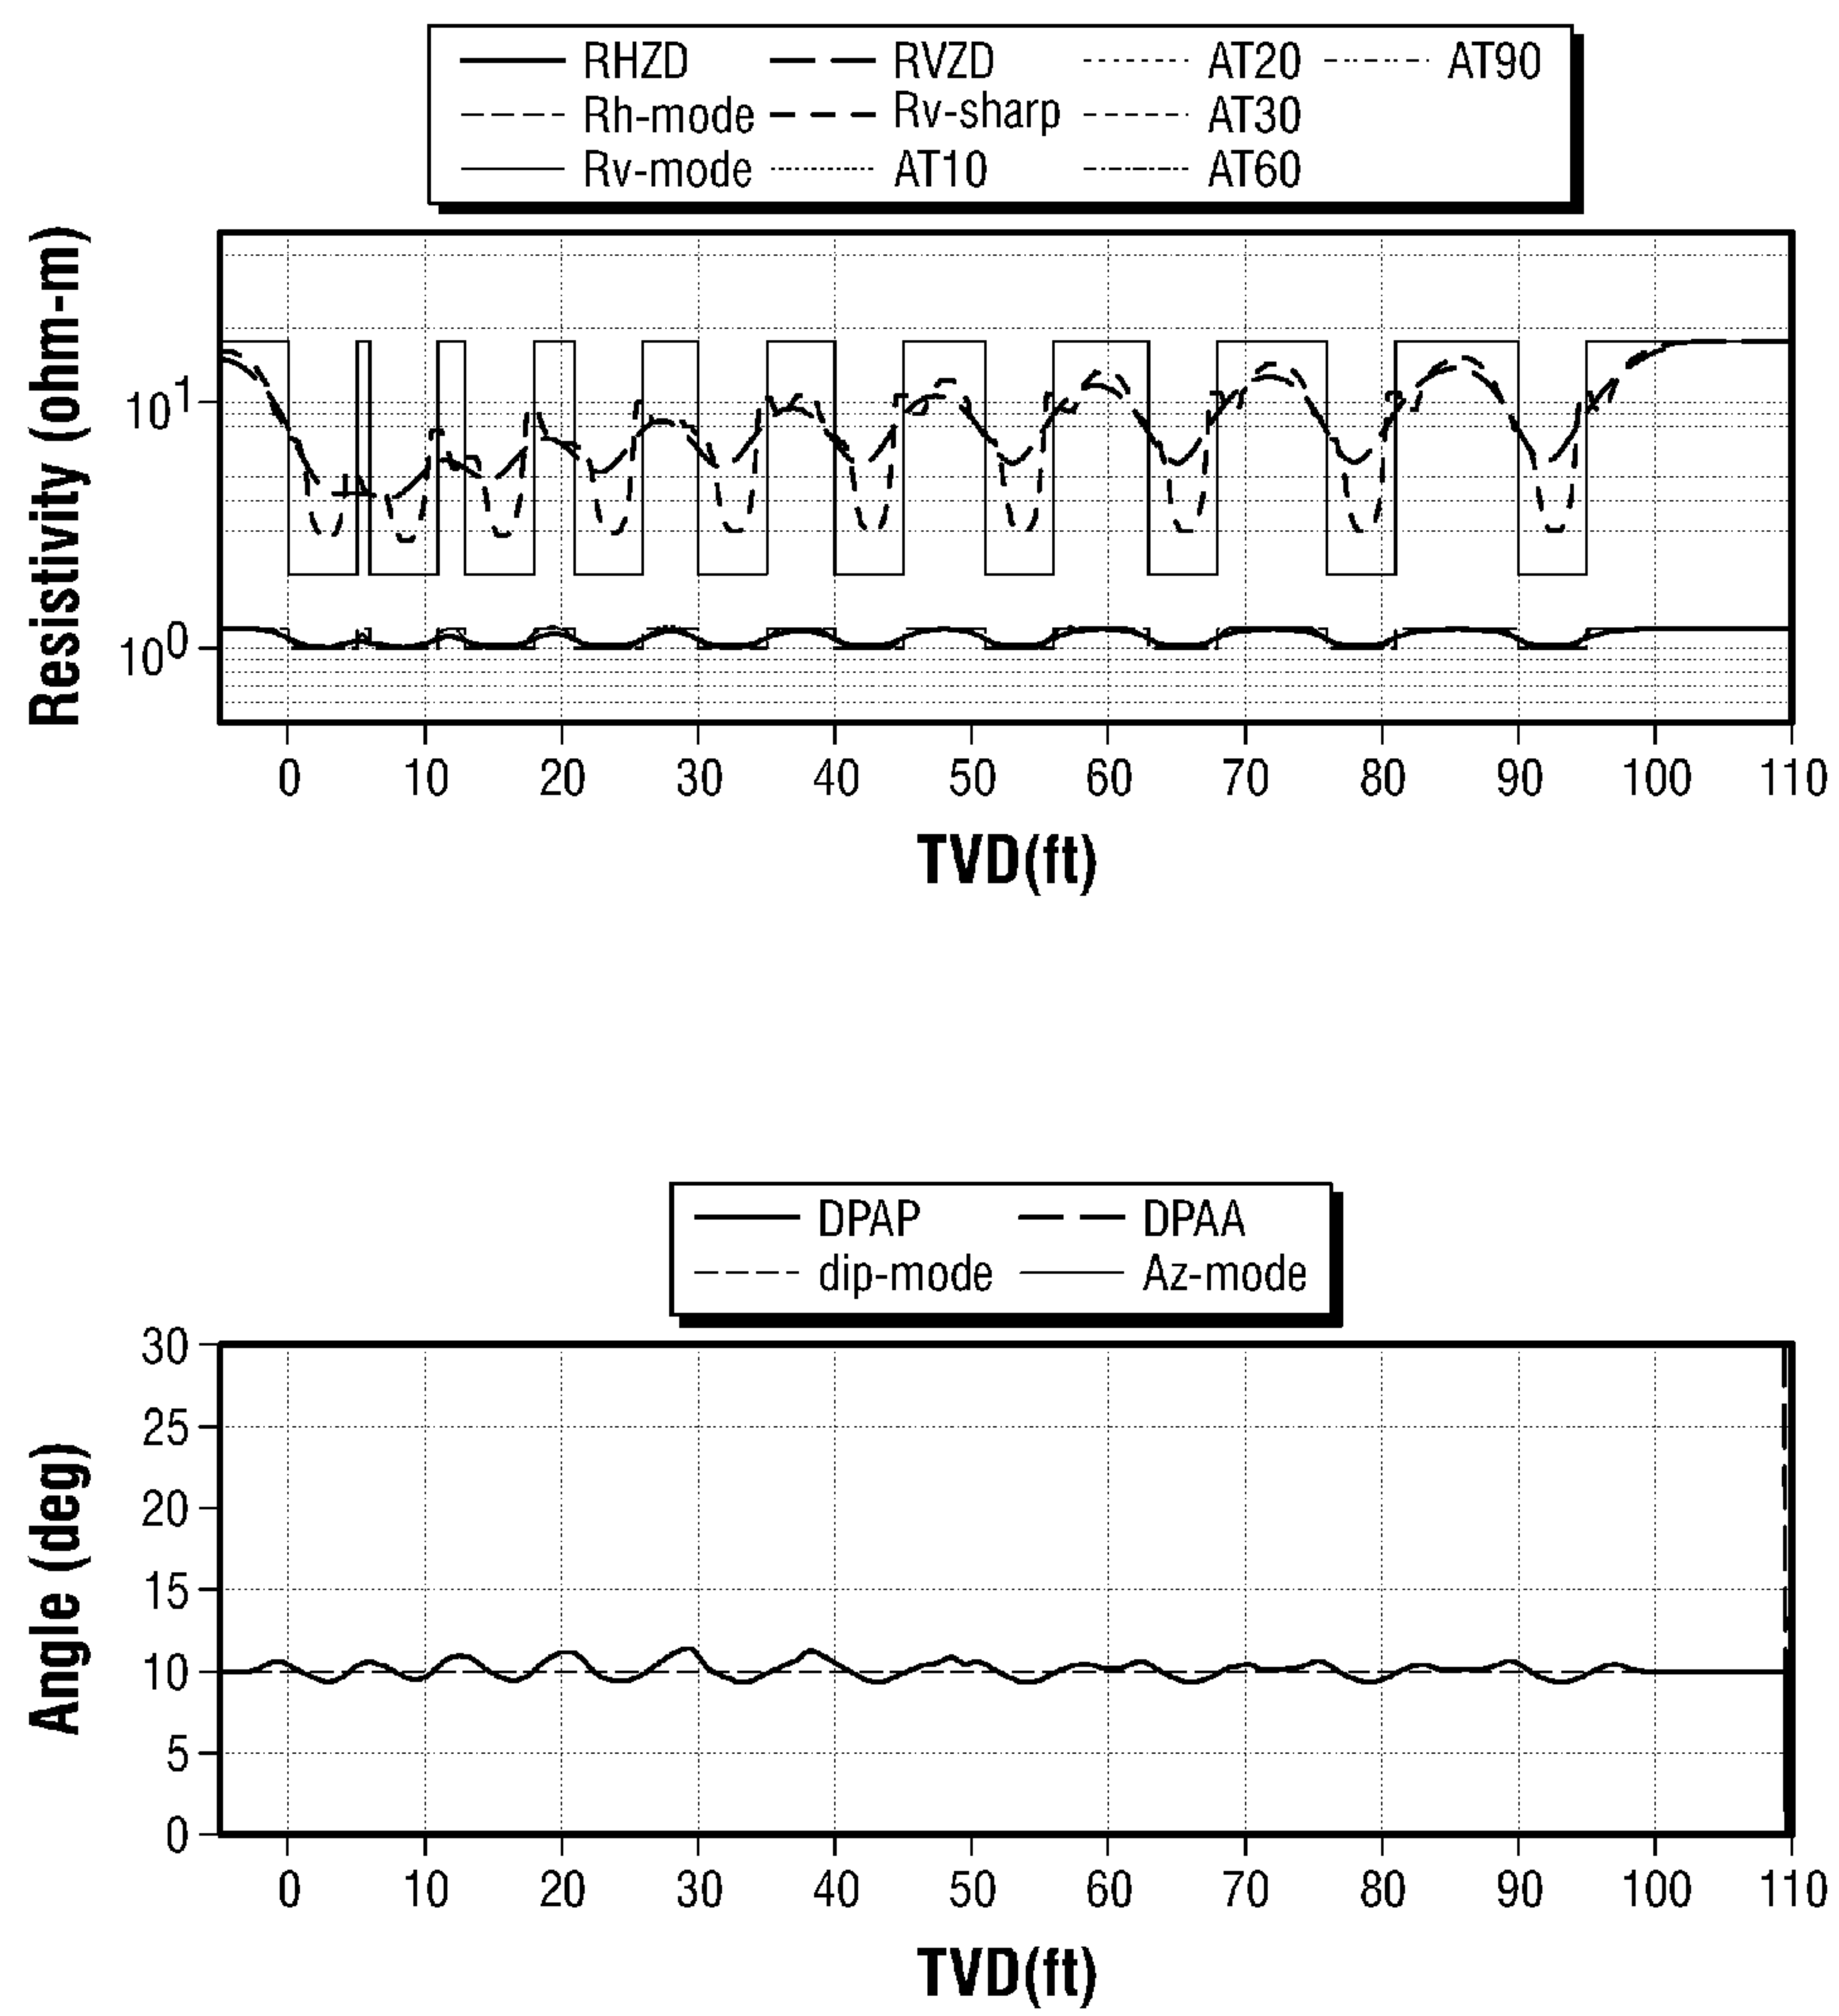 RHZD RVZD AT20 AT90
Rh-mode Rv-sharp AT30
Rv-mode AT10 AT60
Resistivity (ohm-m)
10¹
10⁰
0 10 20 30 40 50 60 70 80 90 100 110
TVD(ft)
DPAP DPAA
dip-mode Az-mode
Angle (deg)
30
25
20
15
10
5
0
0 10 20 30 40 50 60 70 80 90 100 110
TVD(ft)